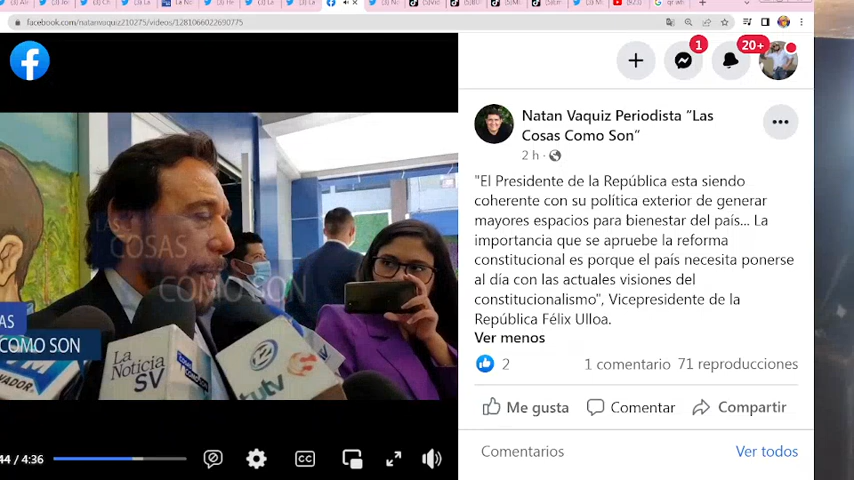 facebook.com/natanvaquiz210275/videos/1281066022690775
1
20+
Natan Vaquiz Periodista “Las
Cosas Como Son”
2 h
"El Presidente de la República esta siendo
coherente con su política exterior de generar
mayores espacios para bienestar del país... La
importancia que se apruebe la reforma
constitucional es porque el país necesita ponerse
al día con las actuales visiones del
constitucionalismo", Vicepresidente de la
República Félix Ulloa.
Ver menos
2
1 comentario 71 reproducciones
Me gusta
Comentar
Compartir
Comentarios
Ver todos
COSAS
COMO SON
AS
COMO SON
La
Noticia
SV
tutv
44 / 4:36
CC